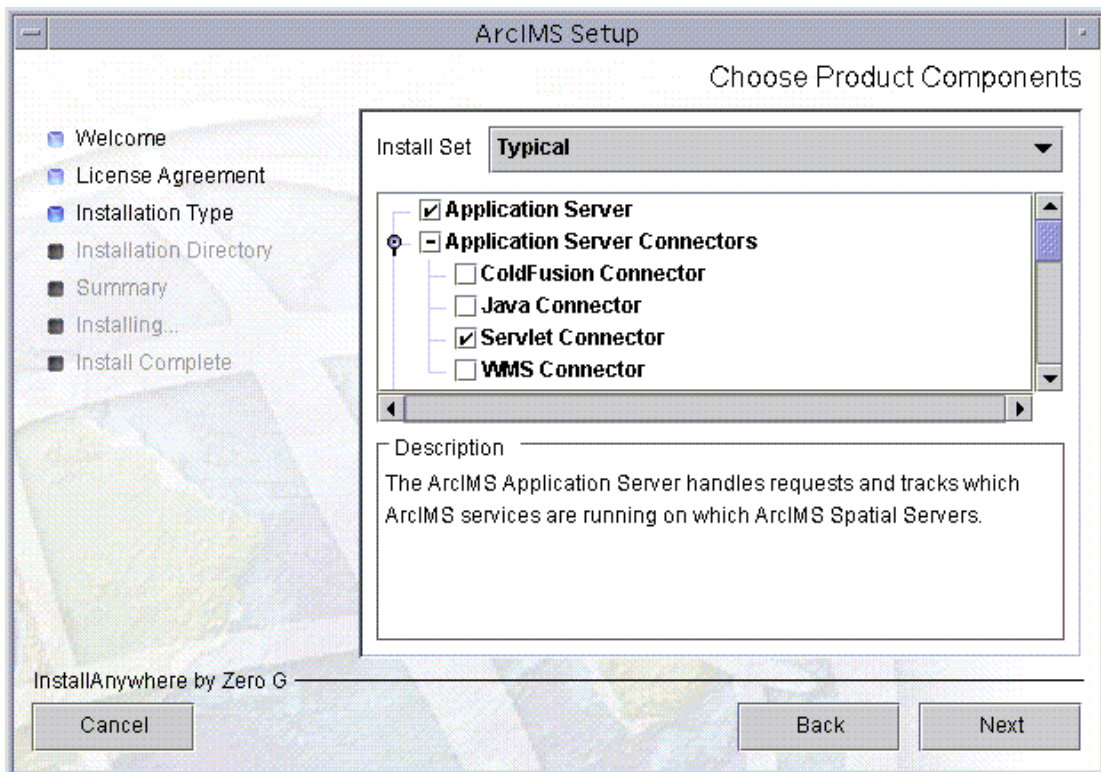 ArcIMS Setup
Choose Product Components
Welcome
License Agreement
Installation Type
Installation Directory
Summary
Installing...
Install Complete
Install Set Typical
Application Server
Application Server Connectors
ColdFusion Connector
Java Connector
Servlet Connector
WMS Connector
Description
The ArcIMS Application Server handles requests and tracks which
ArcIMS services are running on which ArcIMS Spatial Servers.
InstallAnywhere by Zero G
Cancel
Back
Next